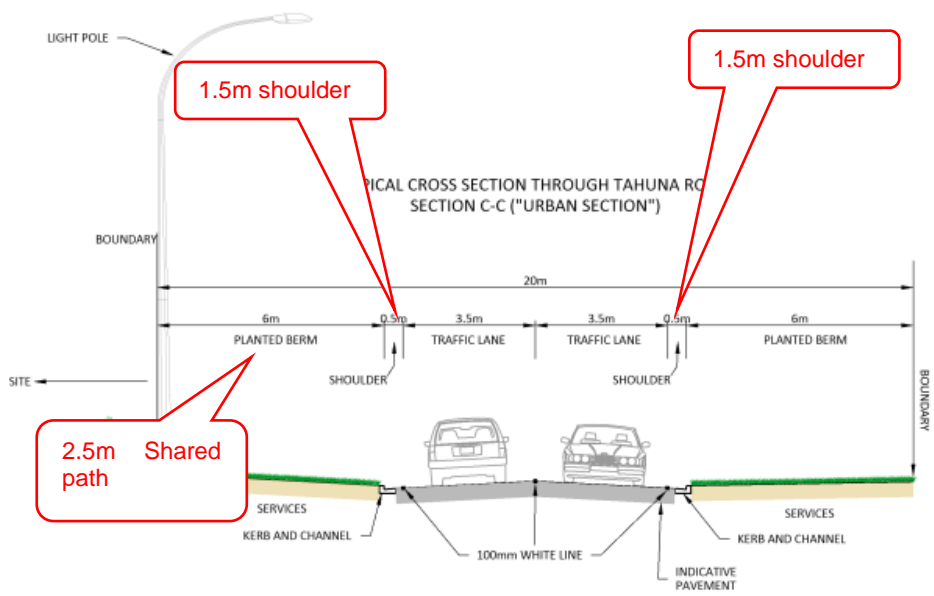 LIGHT POLE
1.5m shoulder
1.5m shoulder
PICAL CROSS SECTION THROUGH TAHUNA RO
SECTION C-C ("URBAN SECTION")
BOUNDARY
20m
6m
0.5m
3.5m
3.5m
0.5m
6m
PLANTED BERM
TRAFFIC LANE
TRAFFIC LANE
PLANTED BERM
SHOULDER
SHOULDER
SITE
BOUNDARY
2.5m Shared
path
SERVICES
SERVICES
KERB AND CHANNEL
KERB AND CHANNEL
100mm WHITE LINE
INDICATIVE
PAVEMENT